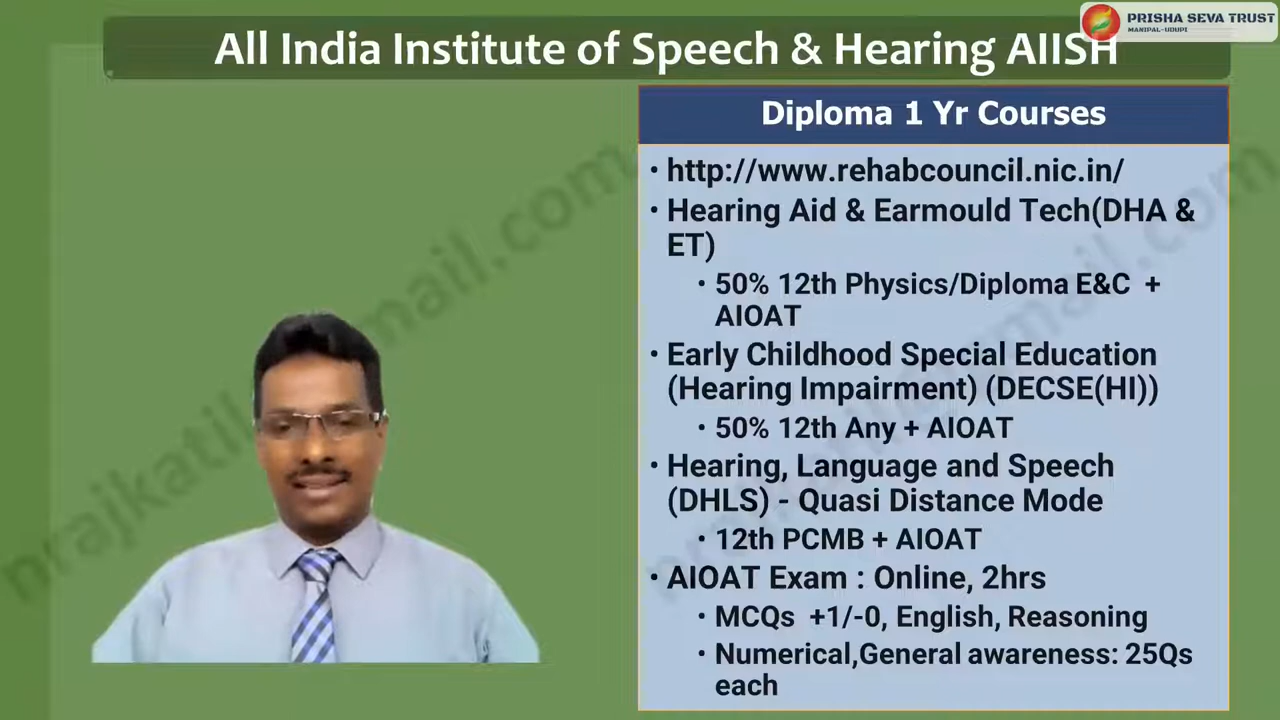 All India Institute of Speech & Hearing AIISH
PRISHA SEVA TRUST
MANIPAL-UDUPI
Diploma 1 Yr Courses
• http://www.rehabcouncil.nic.in/
• Hearing Aid & Earmould Tech(DHA &
ET)
• 50% 12th Physics/Diploma E&C +
AIOAT
• Early Childhood Special Education
(Hearing Impairment) (DECSE(HI))
• 50% 12th Any + AIOAT
• Hearing, Language and Speech
(DHLS) - Quasi Distance Mode
• 12th PCMB + AIOAT
• AIOAT Exam : Online, 2hrs
• MCQs +1/-0, English, Reasoning
• Numerical,General awareness: 25Qs
each